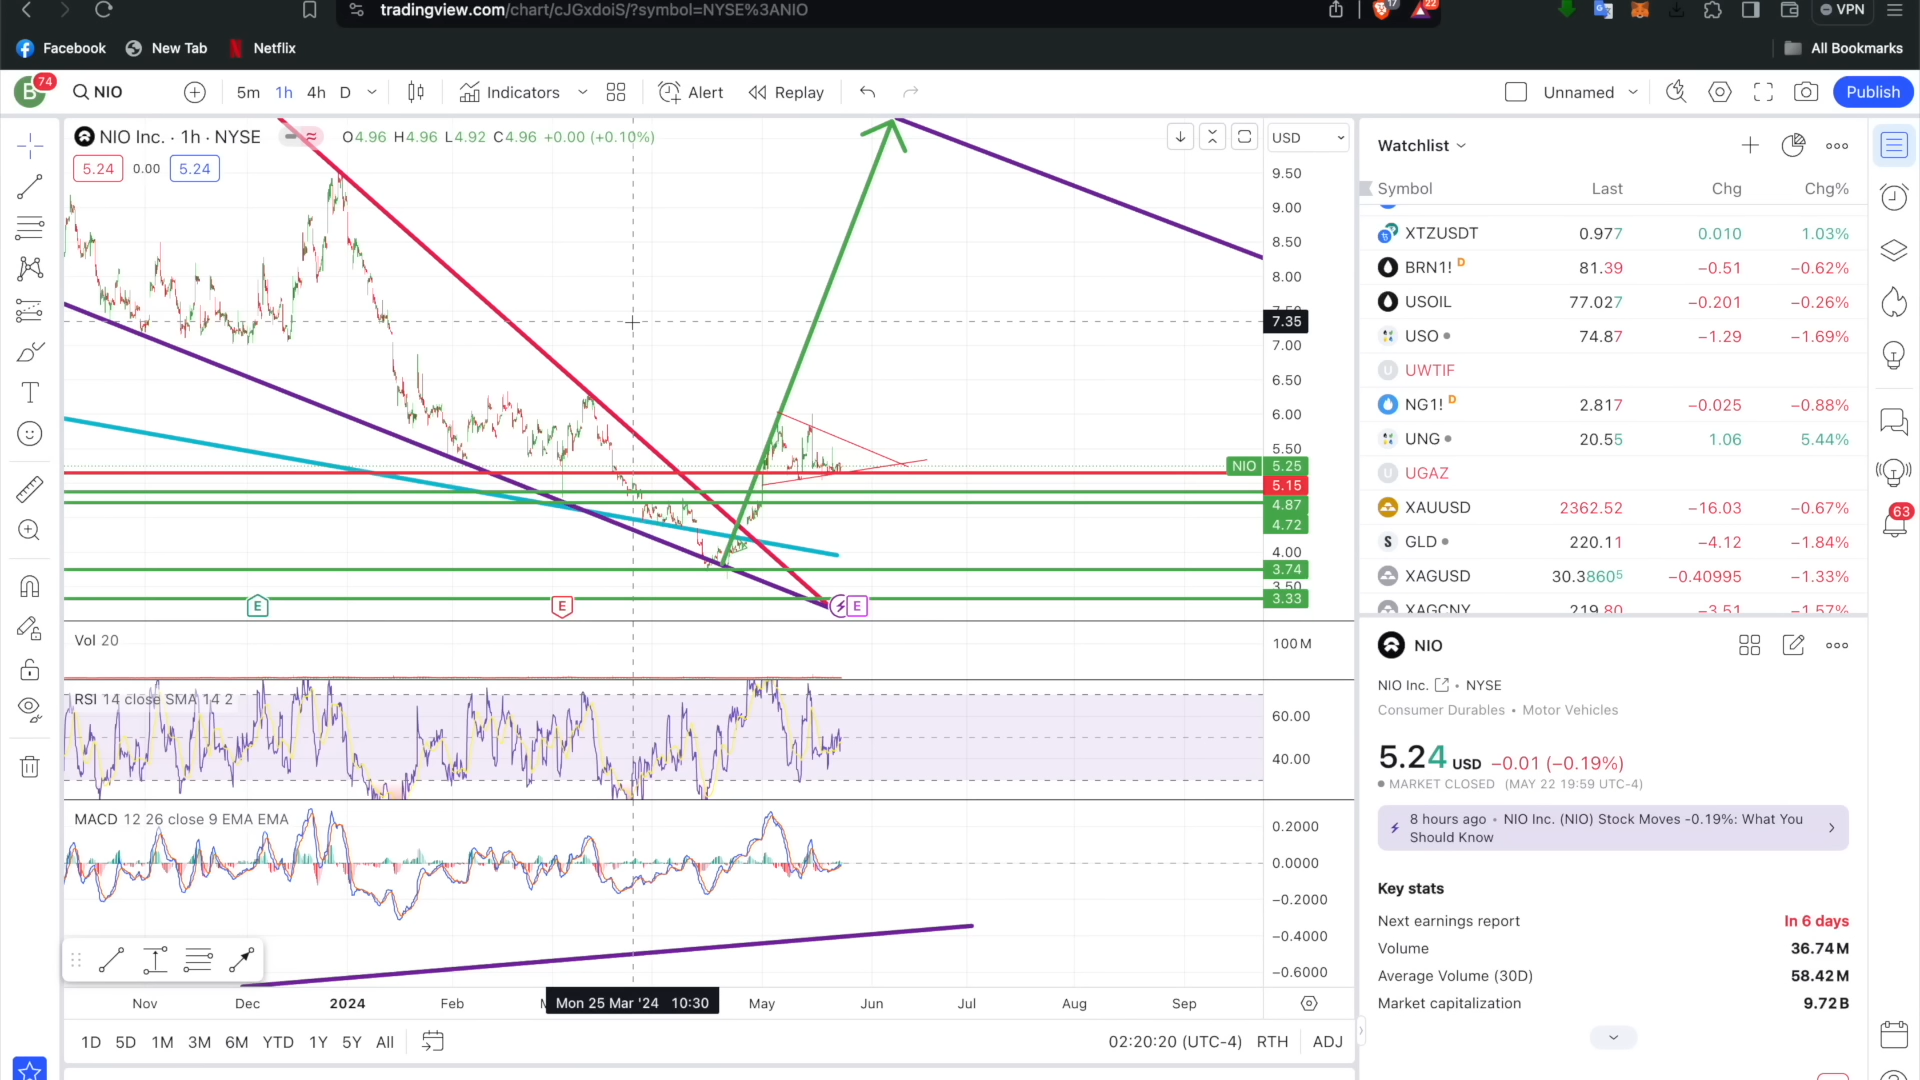 tradingview.com/chart/cJGxdoiS/?symbol=NYSE%3ANIO
17
22
VPN
Facebook
New Tab
Netflix
All Bookmarks
B
74
NIO
5m 1h 4h D
Indicators
Alert
Replay
Unnamed
Publish
NIO Inc. · 1h · NYSE
O4.96 H4.96 L4.92 C4.96 +0.00 (+0.10%)
5.24 0.00 5.24
USD
9.50
9.00
8.50
8.00
7.35
7.00
6.50
6.00
5.50
NIO 5.25
5.15
4.87
4.72
4.00
3.74
3.50
3.33
E
E
E
Vol 20
100M
RSI 14 close SMA 14 2
60.00
40.00
MACD 12 26 close 9 EMA EMA
0.2000
0.0000
−0.2000
−0.4000
−0.6000
Nov Dec 2024 Feb Mon 25 Mar '24 10:30 May Jun Jul Aug Sep
1D 5D 1M 3M 6M YTD 1Y 5Y All
02:20:20 (UTC-4) RTH ADJ
Watchlist
Symbol Last Chg Chg%
XTZUSDT 0.977 0.010 1.03%
BRN1! D 81.39 −0.51 −0.62%
USOIL 77.027 −0.201 −0.26%
USO 74.87 −1.29 −1.69%
U UWTIF
NG1! D 2.817 −0.025 −0.88%
UNG 20.55 1.06 5.44%
U UGAZ
XAUUSD 2362.52 −16.03 −0.67%
S GLD 220.11 −4.12 −1.84%
XAGUSD 30.38605 −0.40995 −1.33%
XAGCNY 219.80 −3.51 −1.57%
63
NIO
NIO Inc. • NYSE
Consumer Durables • Motor Vehicles
5.24 USD −0.01 (−0.19%)
MARKET CLOSED (MAY 22 19:59 UTC-4)
8 hours ago • NIO Inc. (NIO) Stock Moves -0.19%: What You
Should Know
Key stats
Next earnings report In 6 days
Volume 36.74M
Average Volume (30D) 58.42M
Market capitalization 9.72B